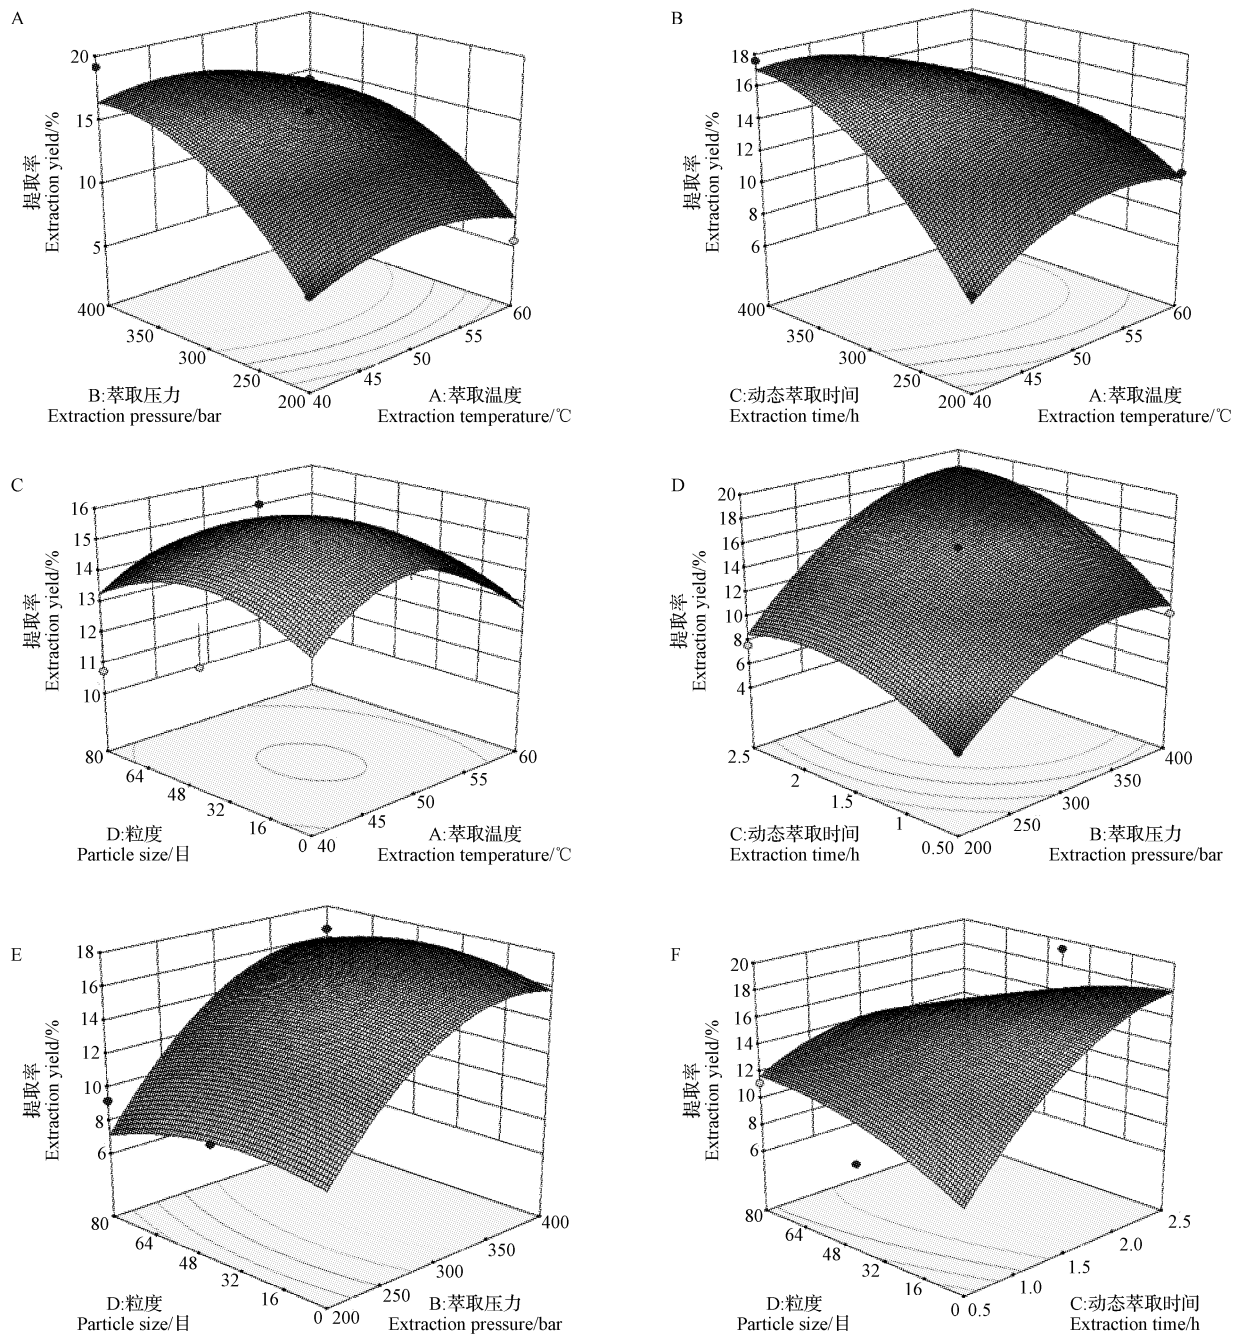 A
20
15
10
5
提取率
Extraction yield/%
400
350
300
250
200
40
45
50
55
60
B:萃取压力
Extraction pressure/bar
A:萃取温度
Extraction temperature/℃
B
18
16
14
12
10
8
6
提取率
Extraction yield/%
400
350
300
250
200
40
45
50
55
60
C:动态萃取时间
Extraction time/h
A:萃取温度
Extraction temperature/℃
C
16
15
14
13
12
11
10
提取率
Extraction yield/%
80
64
48
32
16
0
40
45
50
55
60
D:粒度
Particle size/目
A:萃取温度
Extraction temperature/℃
D
20
18
16
14
12
10
8
6
4
提取率
Extraction yield/%
2.5
2
1.5
1
0.50
200
250
300
350
400
C:动态萃取时间
Extraction time/h
B:萃取压力
Extraction pressure/bar
E
18
16
14
12
10
8
6
提取率
Extraction yield/%
80
64
48
32
16
0
200
250
300
350
400
D:粒度
Particle size/目
B:萃取压力
Extraction pressure/bar
F
20
18
16
14
12
10
8
6
提取率
Extraction yield/%
80
64
48
32
16
0
0.5
1.0
1.5
2.0
2.5
D:粒度
Particle size/目
C:动态萃取时间
Extraction time/h